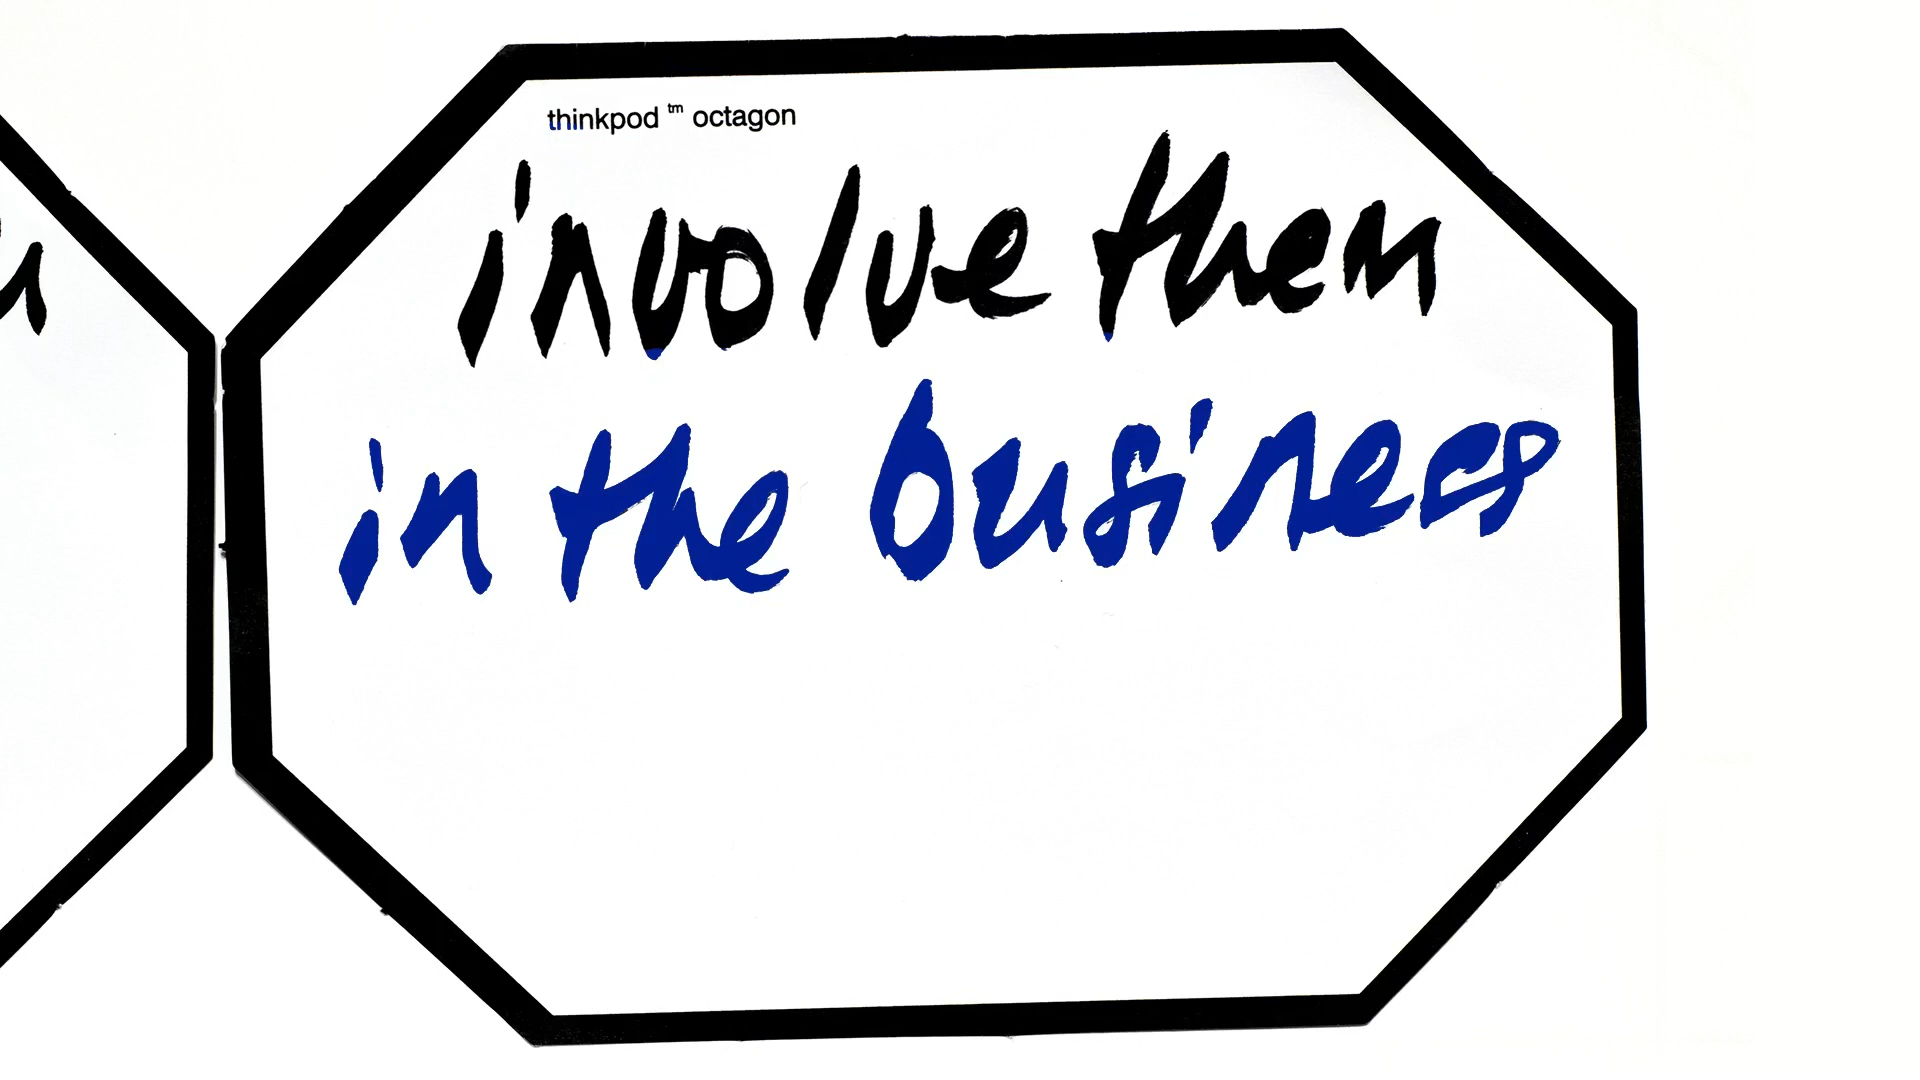 thinkpod ™ octagon
involve them
in the business